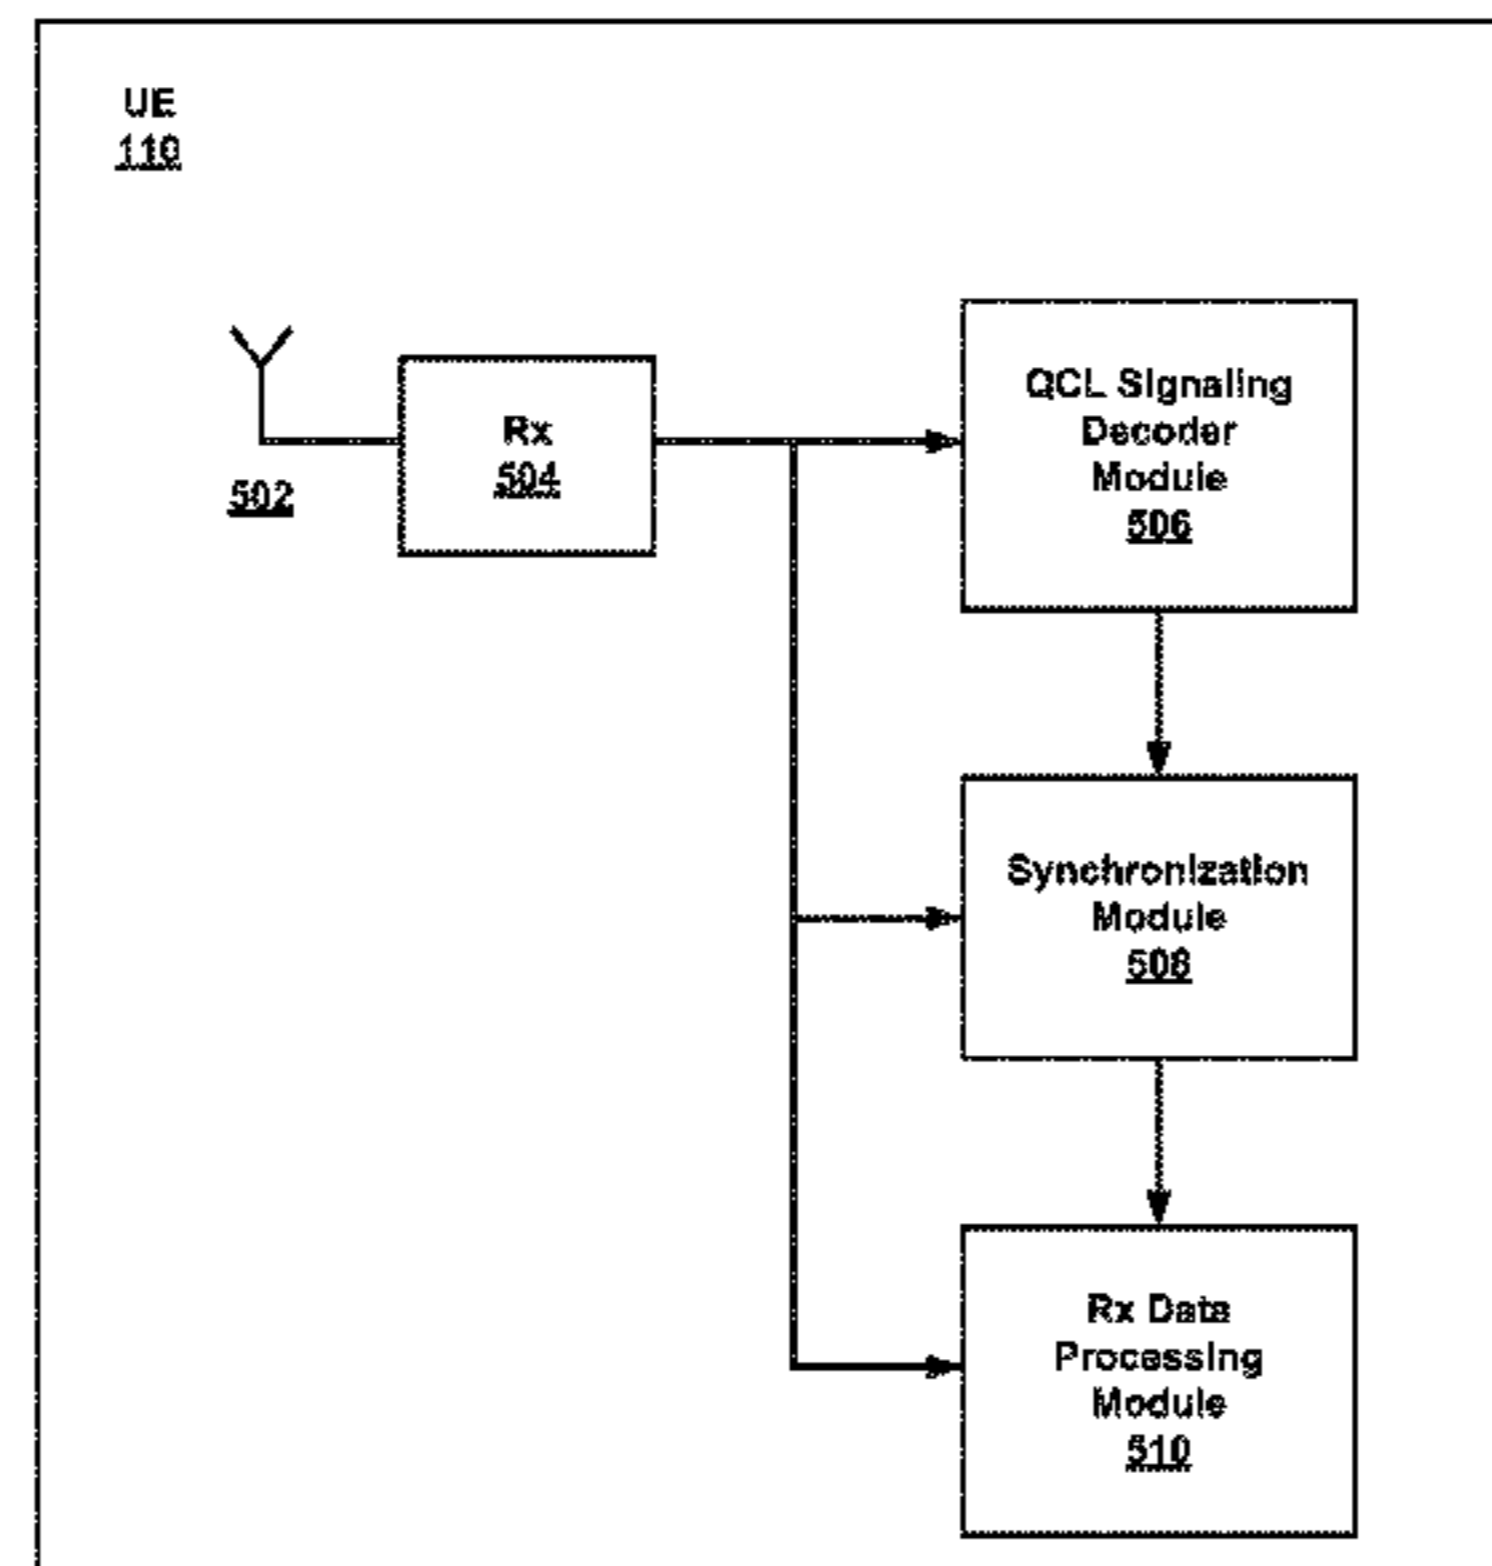 UE
110
502
Rx
504
QCL Signaling
Decoder
Module
506
Synchronization
Module
508
Rx Data
Processing
Module
510